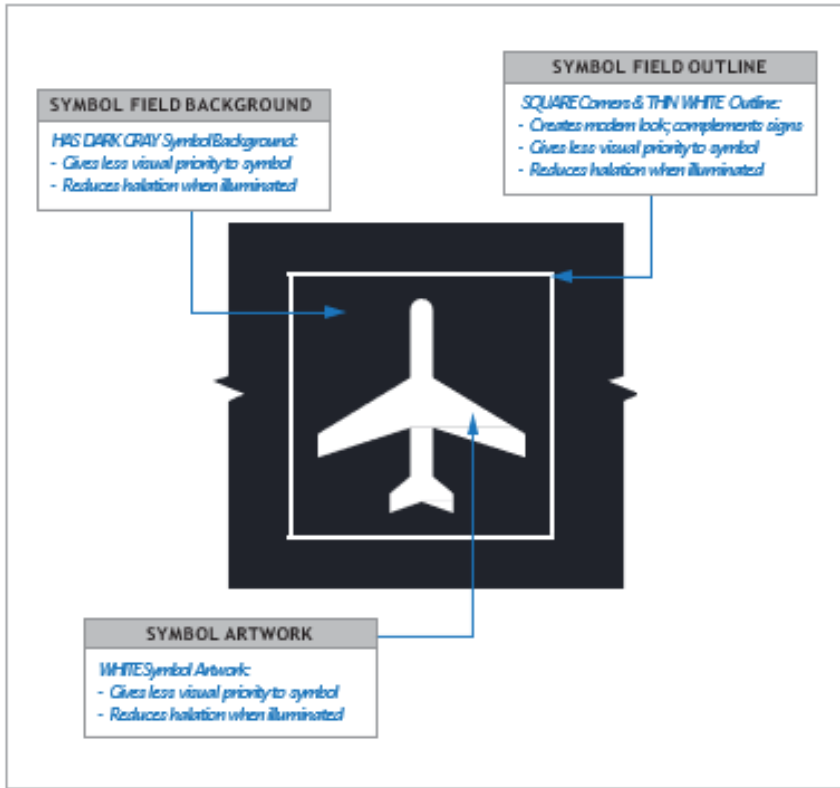 SYMBOL FIELD OUTLINE
SQUARE Corners & THIN WHITE Outline:
- Creates modern look; complements signs
- Gives less visual priority to symbol
- Reduces halation when illuminated
SYMBOL FIELD BACKGROUND
HAS DARK GRAY Symbol Background:
- Gives less visual priority to symbol
- Reduces halation when illuminated
SYMBOL ARTWORK
WHITE Symbol Artwork:
- Gives less visual priority to symbol
- Reduces halation when illuminated